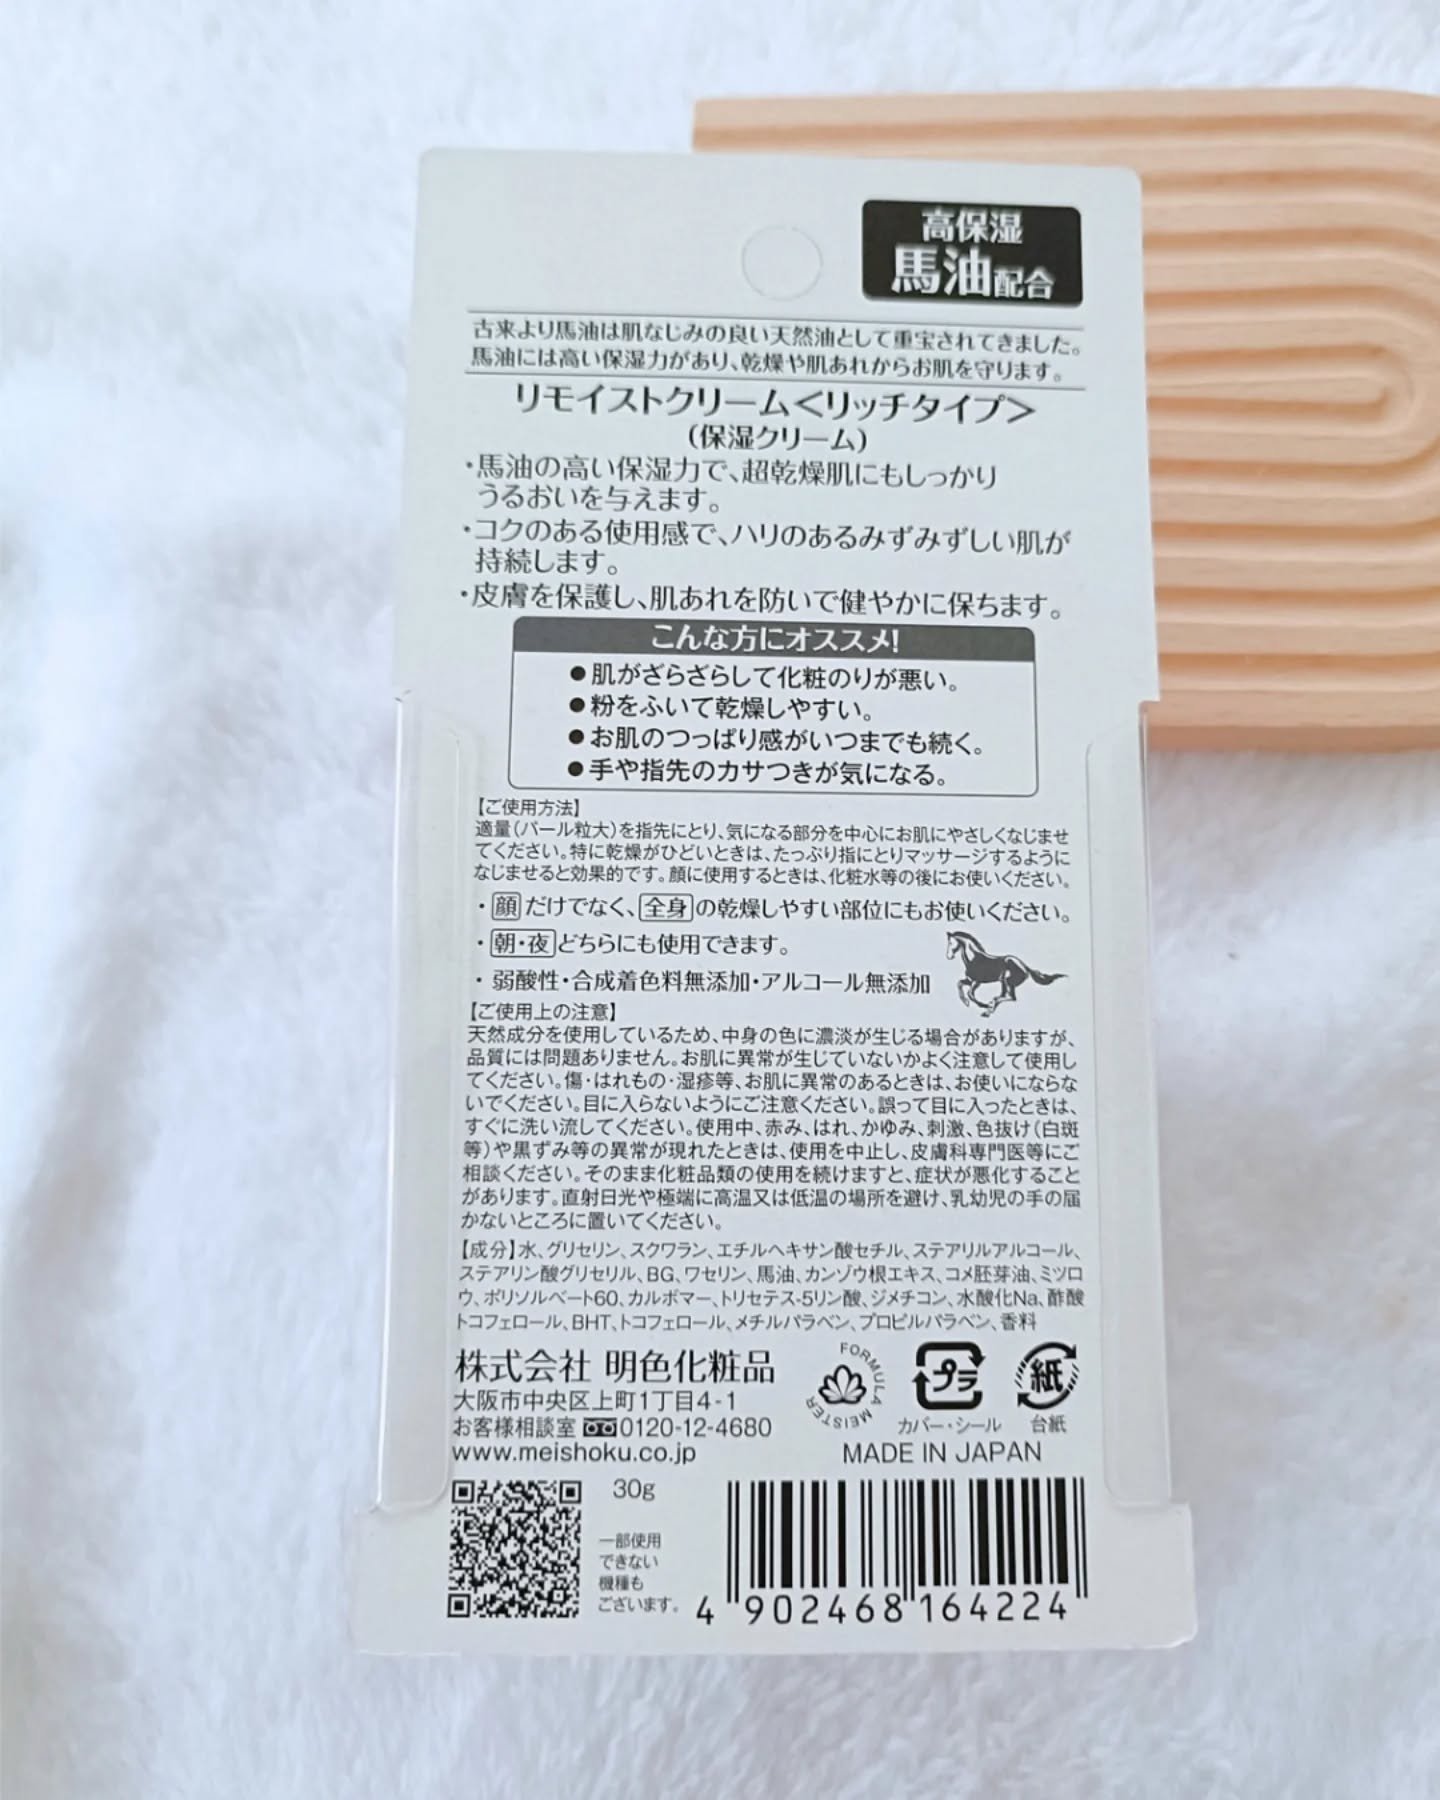 高保湿
馬油配合
古来より馬油は肌なじみの良い天然油として重宝されてきました。
馬油には高い保湿力があり、乾燥や肌あれからお肌を守ります。
リモイストクリーム<リッチタイプ>
(保湿クリーム)
・馬油の高い保湿力で、超乾燥肌にもしっかり
うるおいを与えます。
・コクのある使用感で、ハリのあるみずみずしい肌が
持続します。
・皮膚を保護し、肌あれを防いで健やかに保ちます。
こんな方にオススメ!
●肌がざらざらして化粧のりが悪い。
●粉をふいて乾燥しやすい。
●お肌のつっぱり感がいつまでも続く。
●手や指先のカサつきが気になる。
【ご使用方法】
適量(パール粒大)を指先にとり、気になる部分を中心にお肌にやさしくなじませ
てください。特に乾燥がひどいときは、たっぷり指にとりマッサージするように
なじませると効果的です。顔に使用するときは、化粧水等の後にお使いください。
・顔だけでなく、全身の乾燥しやすい部位にもお使いください。
・朝・夜どちらにも使用できます。
・弱酸性・合成着色料無添加・アルコール無添加
【ご使用上の注意】
天然成分を使用しているため、中身の色に濃淡が生じる場合がありますが、
品質には問題ありません。お肌に異常が生じていないかよく注意して使用し
てください。傷・はれもの・湿疹等、お肌に異常のあるときは、お使いにならな
いでください。目に入らないようにご注意ください。誤って目に入ったときは、
すぐに洗い流してください。使用中、赤み、はれ、かゆみ、刺激、色抜け(白斑
等)や黒ずみ等の異常が現れたときは、使用を中止し、皮膚科専門医等にご
相談ください。そのまま化粧品類の使用を続けますと、症状が悪化すること
があります。直射日光や極端に高温又は低温の場所を避け、乳幼児の手の届
かないところに置いてください。
【成分】水、グリセリン、スクワラン、エチルヘキサン酸セチル、ステアリルアルコール、
ステアリン酸グリセリル、BG、ワセリン、馬油、カンゾウ根エキス、コメ胚芽油、ミツロ
ウ、ポリソルベート60、カルボマー、トリセテス-5リン酸、ジメチコン、水酸化Na、酢酸
トコフェロール、BHT、トコフェロール、メチルパラベン、プロピルパラベン、香料
株式会社 明色化粧品
大阪市中央区上町1丁目4-1
お客様相談室 0120-12-4680
www.meishoku.co.jp
FORMULA MEISTER
プラ
カバー・シール
紙
台紙
MADE IN JAPAN
30g
一部使用
できない
機種も
ございます。
4 902468 164224